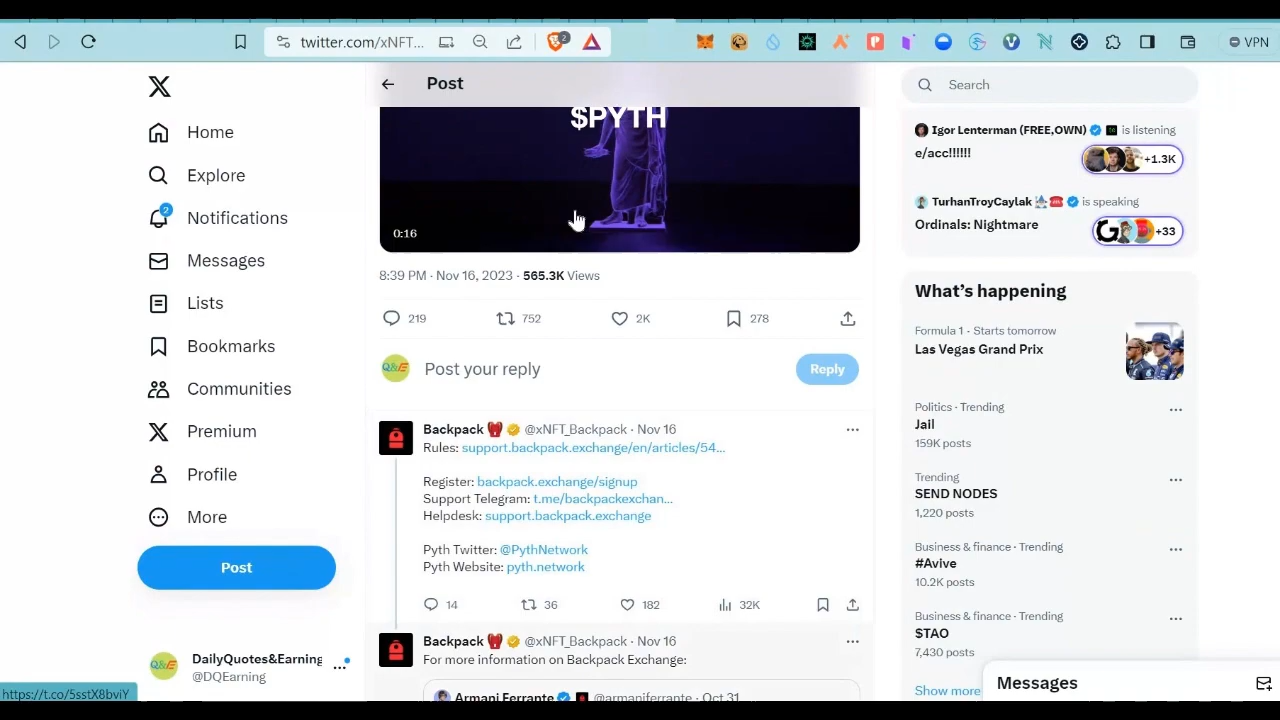 twitter.com/xNFT...
2
VPN
Home
Explore
2
Notifications
Messages
Lists
Bookmarks
Communities
Premium
Profile
More
Post
DailyQuotes&Earning
@DQEarning
Q&E
https://t.co/5sstX8bviY
Post
$PYTH
0:16
8:39 PM · Nov 16, 2023 · 565.3K Views
219
752
2K
278
Q&E
Post your reply
Reply
Backpack @xNFT_Backpack · Nov 16
Rules: support.backpack.exchange/en/articles/54...
Register: backpack.exchange/signup
Support Telegram: t.me/backpackexchan...
Helpdesk: support.backpack.exchange
Pyth Twitter: @PythNetwork
Pyth Website: pyth.network
14
36
182
32K
Backpack @xNFT_Backpack · Nov 16
For more information on Backpack Exchange:
Armani Ferrante @armaniferrante · Oct 31
Search
Igor Lenterman (FREE,OWN) is listening
e/acc!!!!!!
+1.3K
TurhanTroyCaylak is speaking
Ordinals: Nightmare
+33
What's happening
Formula 1 · Starts tomorrow
Las Vegas Grand Prix
Politics · Trending
Jail
159K posts
Trending
SEND NODES
1,220 posts
Business & finance · Trending
#Avive
10.2K posts
Business & finance · Trending
$TAO
7,430 posts
Show more
Messages